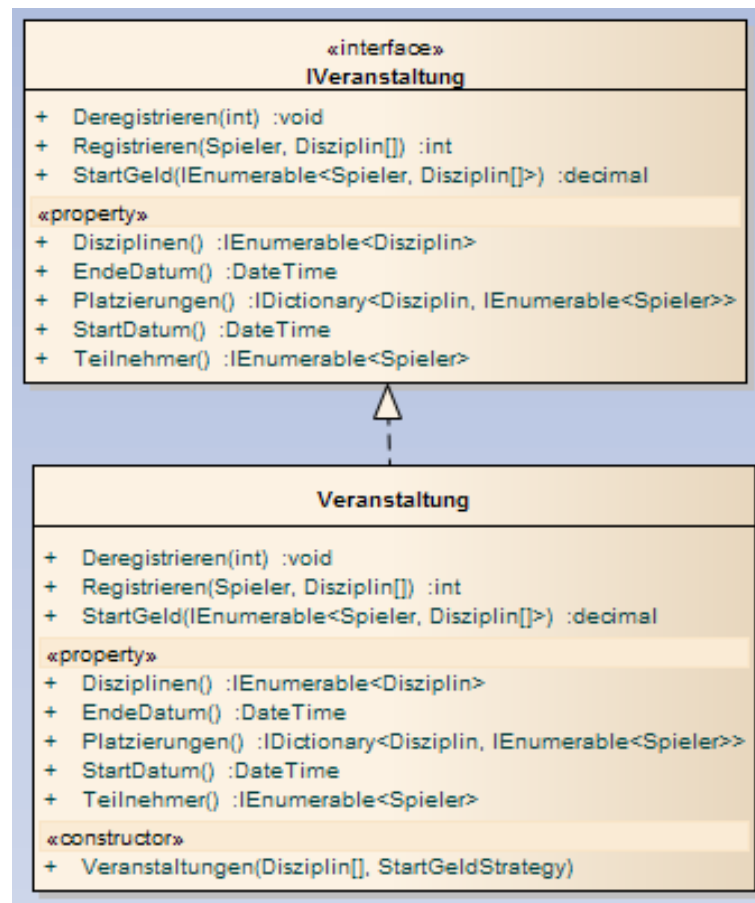 «interface»
IVeranstaltung
+ Deregistrieren(int) :void
+ Registrieren(Spieler, Disziplin[]) :int
+ StartGeld(IEnumerable<Spieler, Disziplin[]>) :decimal
«property»
+ Disziplinen() :IEnumerable<Disziplin>
+ EndeDatum() :DateTime
+ Platzierungen() :IDictionary<Disziplin, IEnumerable<Spieler>>
+ StartDatum() :DateTime
+ Teilnehmer() :IEnumerable<Spieler>
Veranstaltung
+ Deregistrieren(int) :void
+ Registrieren(Spieler, Disziplin[]) :int
+ StartGeld(IEnumerable<Spieler, Disziplin[]>) :decimal
«property»
+ Disziplinen() :IEnumerable<Disziplin>
+ EndeDatum() :DateTime
+ Platzierungen() :IDictionary<Disziplin, IEnumerable<Spieler>>
+ StartDatum() :DateTime
+ Teilnehmer() :IEnumerable<Spieler>
«constructor»
+ Veranstaltungen(Disziplin[], StartGeldStrategy)